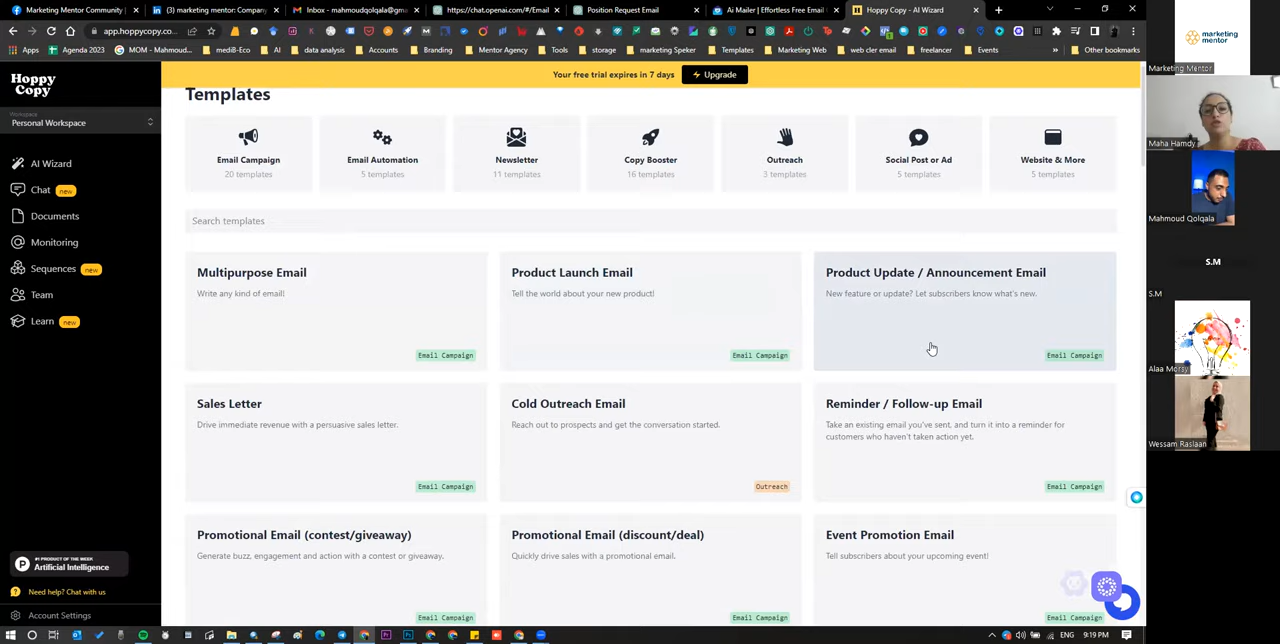 Marketing Mentor Community |
(3) marketing mentor: Compan
Inbox - mahmoudqolqala@gm
https://chat.openai.com/#/Email
Position Request Email
Ai Mailer | Effortless Free Email
Hoppy Copy - AI Wizard
app.hoppycopy.co...
Apps
Agenda 2023
MOM - Mahmoud...
mediB-Eco
AI
data analysis
Accounts
Branding
Mentor Agency
Tools
storage
marketing Speker
Templates
Marketing Web
web cler email
freelancer
Events
Other bookmarks
Hoppy
Copy
Workspace
Personal Workspace
AI Wizard
Chat new
Documents
Monitoring
Sequences new
Team
Learn new
#1 PRODUCT OF THE WEEK
Artificial Intelligence
Need help? Chat with us
Account Settings
Your free trial expires in 7 days
Upgrade
Templates
Email Campaign
20 templates
Email Automation
5 templates
Newsletter
11 templates
Copy Booster
16 templates
Outreach
3 templates
Social Post or Ad
5 templates
Website & More
5 templates
Search templates
Multipurpose Email
Write any kind of email!
Email Campaign
Product Launch Email
Tell the world about your new product!
Email Campaign
Product Update / Announcement Email
New feature or update? Let subscribers know what's new.
Email Campaign
Sales Letter
Drive immediate revenue with a persuasive sales letter.
Email Campaign
Cold Outreach Email
Reach out to prospects and get the conversation started.
Outreach
Reminder / Follow-up Email
Take an existing email you've sent, and turn it into a reminder for
customers who haven't taken action yet.
Email Campaign
Promotional Email (contest/giveaway)
Generate buzz, engagement and action with a contest or giveaway.
Email Campaign
Promotional Email (discount/deal)
Quickly drive sales with a promotional email.
Email Campaign
Event Promotion Email
Tell subscribers about your upcoming event!
Email Campaign
marketing
mentor
Marketing Mentor
Maha Hamdy
Mahmoud Qolqala
S.M
S.M
Alaa Morsy
Wessam Raslaan
ENG
9:19 PM